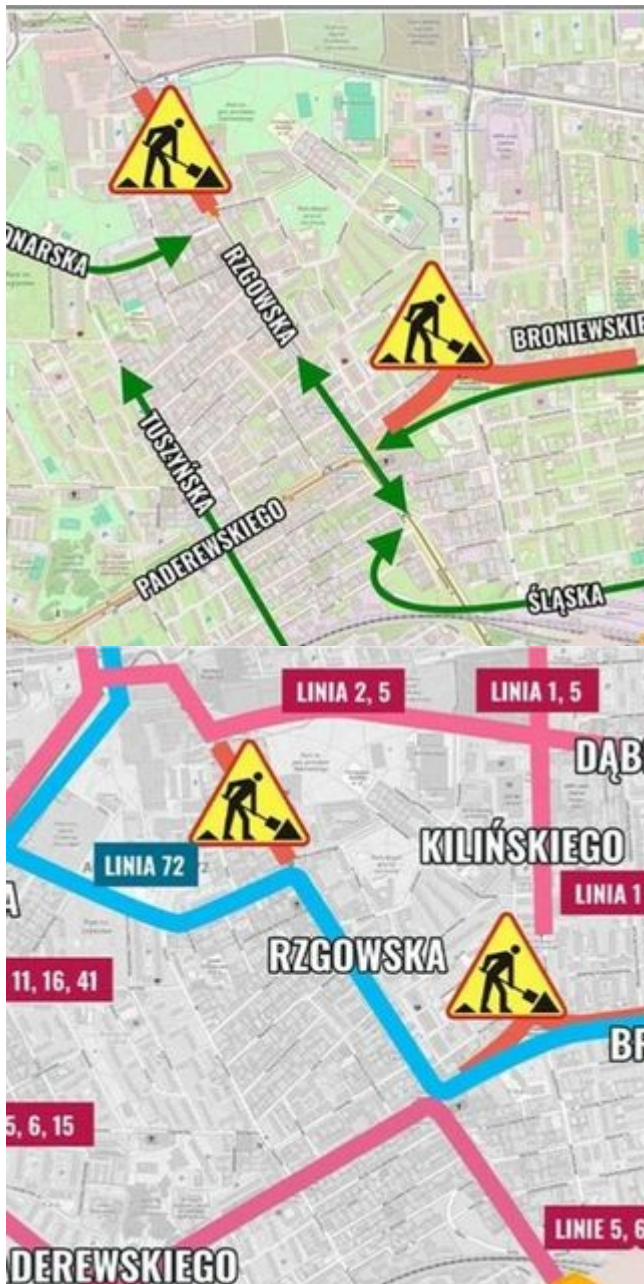 ONARSKA
RZGOWSKA
BRONIEWSKIE
TUSZYŃSKA
PADEREWSKIEGO
ŚLĄSKA
LINIA 2, 5
LINIA 1, 5
DĄB
KILIŃSKIEGO
LINIA 72
LINIA 1
A
RZGOWSKA
11, 16, 41
BR
5, 6, 15
LINIE 5, 6
DEREWSKIEGO